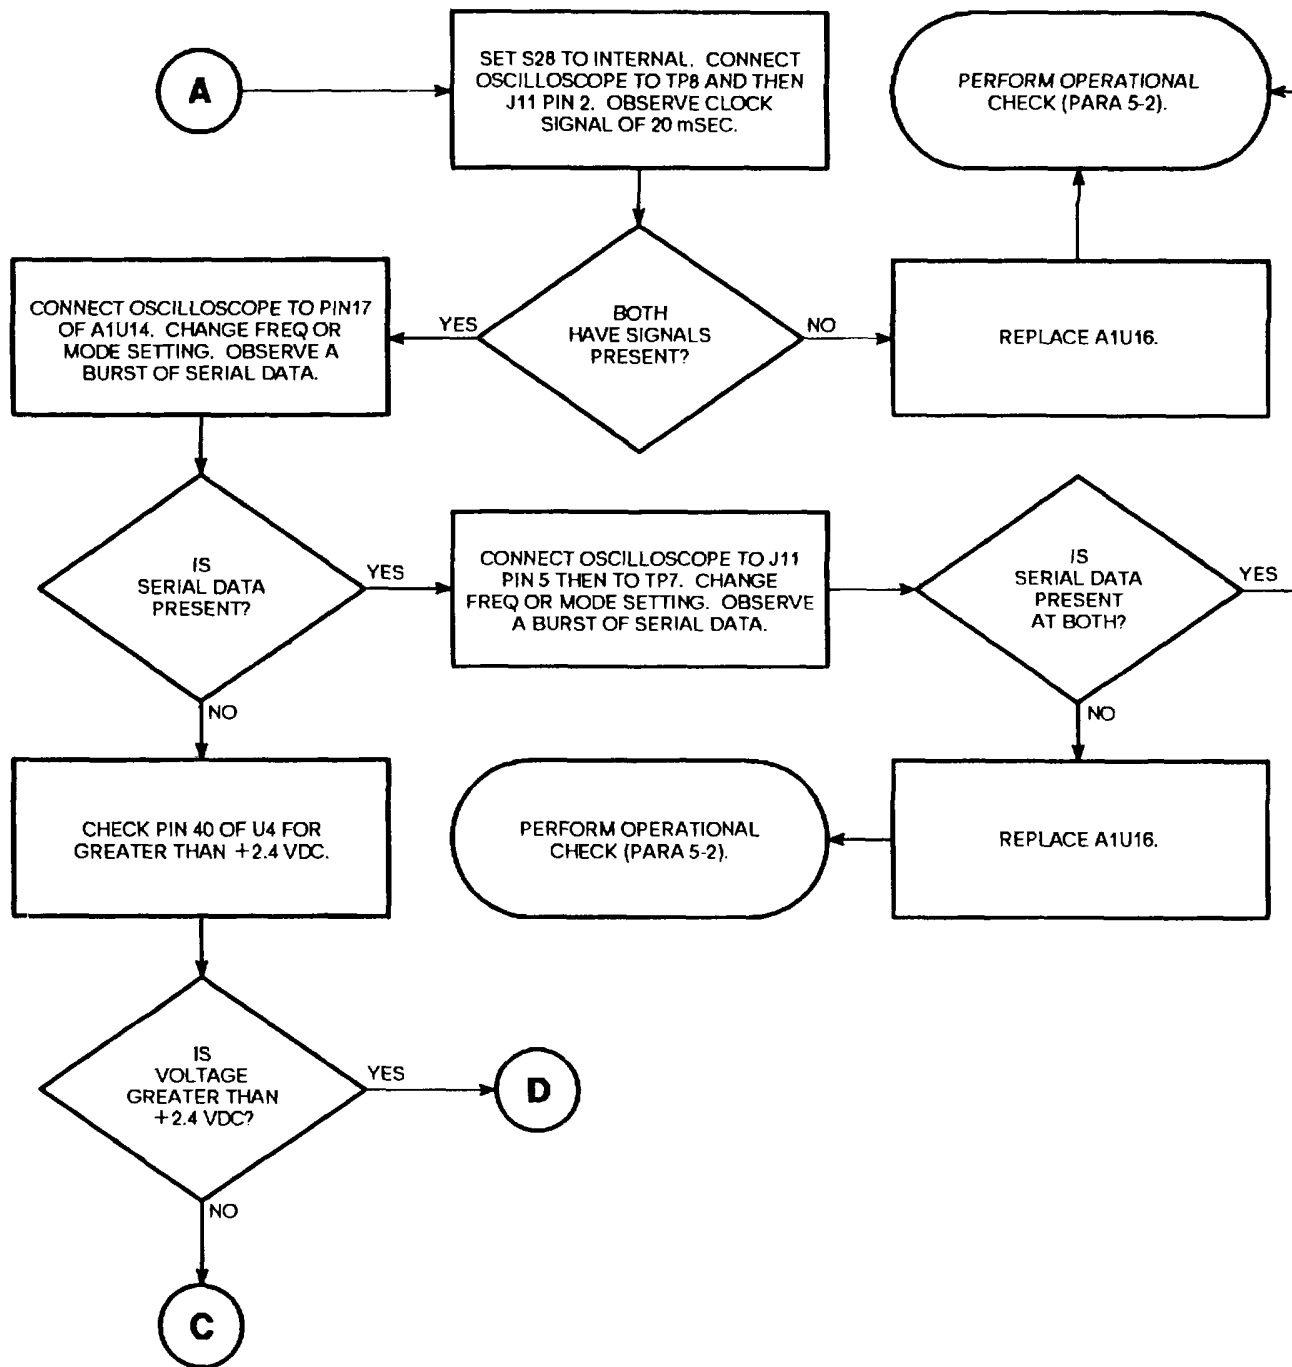 A
SET S28 TO INTERNAL. CONNECT
OSCILLOSCOPE TO TP8 AND THEN
J11 PIN 2. OBSERVE CLOCK
SIGNAL OF 20 mSEC.
PERFORM OPERATIONAL
CHECK (PARA 5-2).
CONNECT OSCILLOSCOPE TO PIN17
OF A1U14. CHANGE FREQ OR
MODE SETTING. OBSERVE A
BURST OF SERIAL DATA.
YES
BOTH
HAVE SIGNALS
PRESENT?
NO
REPLACE A1U16.
IS
SERIAL DATA
PRESENT?
YES
NO
CONNECT OSCILLOSCOPE TO J11
PIN 5 THEN TO TP7. CHANGE
FREQ OR MODE SETTING. OBSERVE
A BURST OF SERIAL DATA.
IS
SERIAL DATA
PRESENT
AT BOTH?
YES
NO
CHECK PIN 40 OF U4 FOR
GREATER THAN +2.4 VDC.
PERFORM OPERATIONAL
CHECK (PARA 5-2).
REPLACE A1U16.
IS
VOLTAGE
GREATER THAN
+2.4 VDC?
YES
D
NO
C